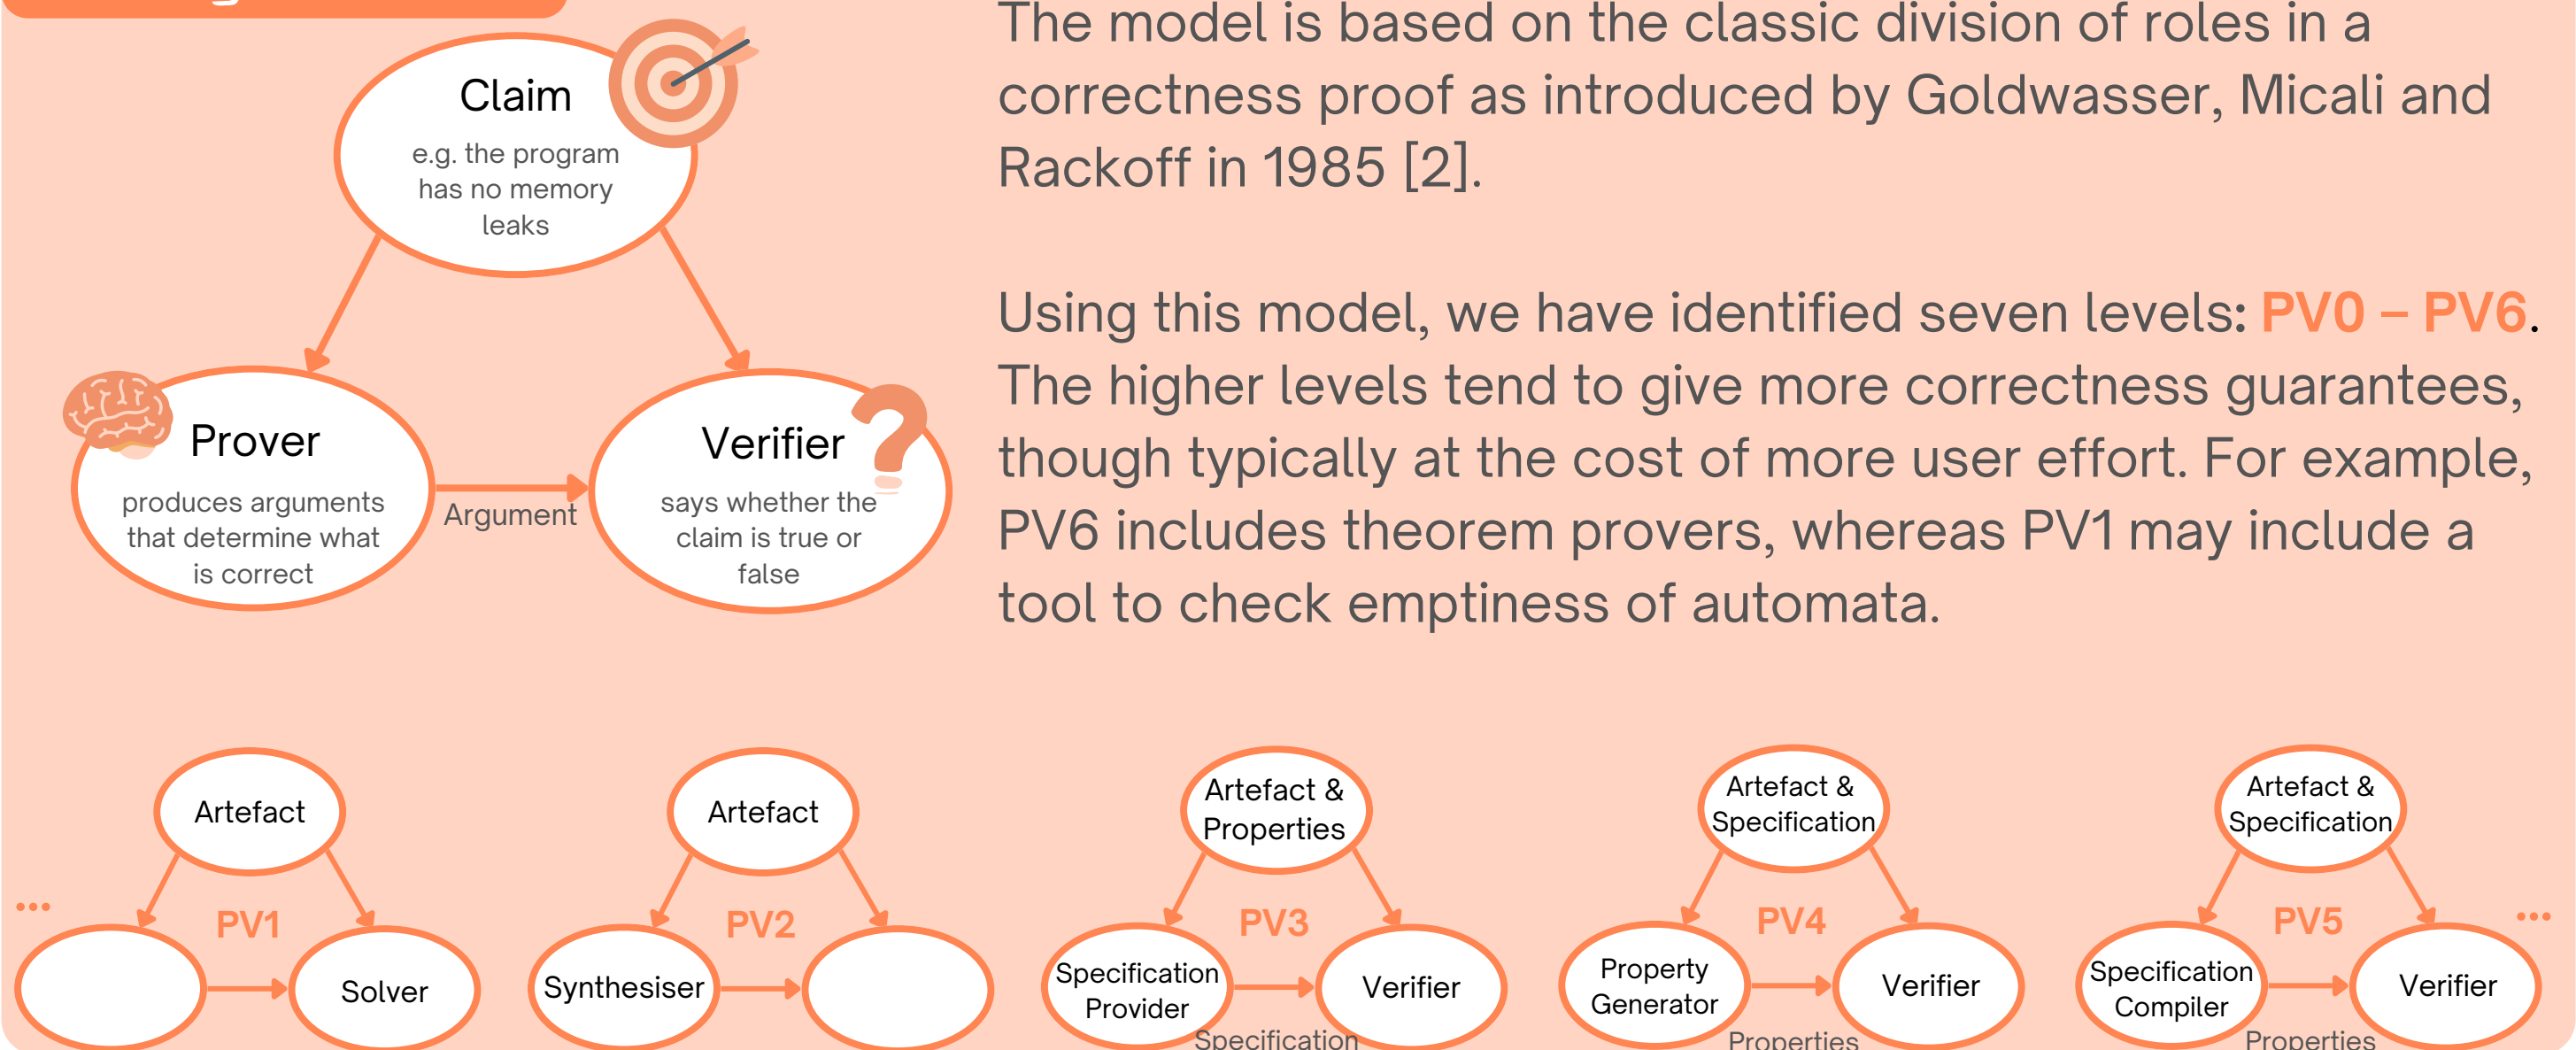 Claim
e.g. the program
has no memory
leaks
Prover
produces arguments
that determine what
is correct
Argument
Verifier
says whether the
claim is true or
false
The model is based on the classic division of roles in a
correctness proof as introduced by Goldwasser, Micali and
Rackoff in 1985 [2].
Using this model, we have identified seven levels: PV0 – PV6.
The higher levels tend to give more correctness guarantees,
though typically at the cost of more user effort. For example,
PV6 includes theorem provers, whereas PV1 may include a
tool to check emptiness of automata.
...
Artefact
PV1
Solver
Artefact
PV2
Synthesiser
Artefact &
Properties
PV3
Specification
Provider
Verifier
Specification
Artefact &
Specification
PV4
Property
Generator
Verifier
Properties
Artefact &
Specification
PV5
Specification
Compiler
Verifier
Properties
...